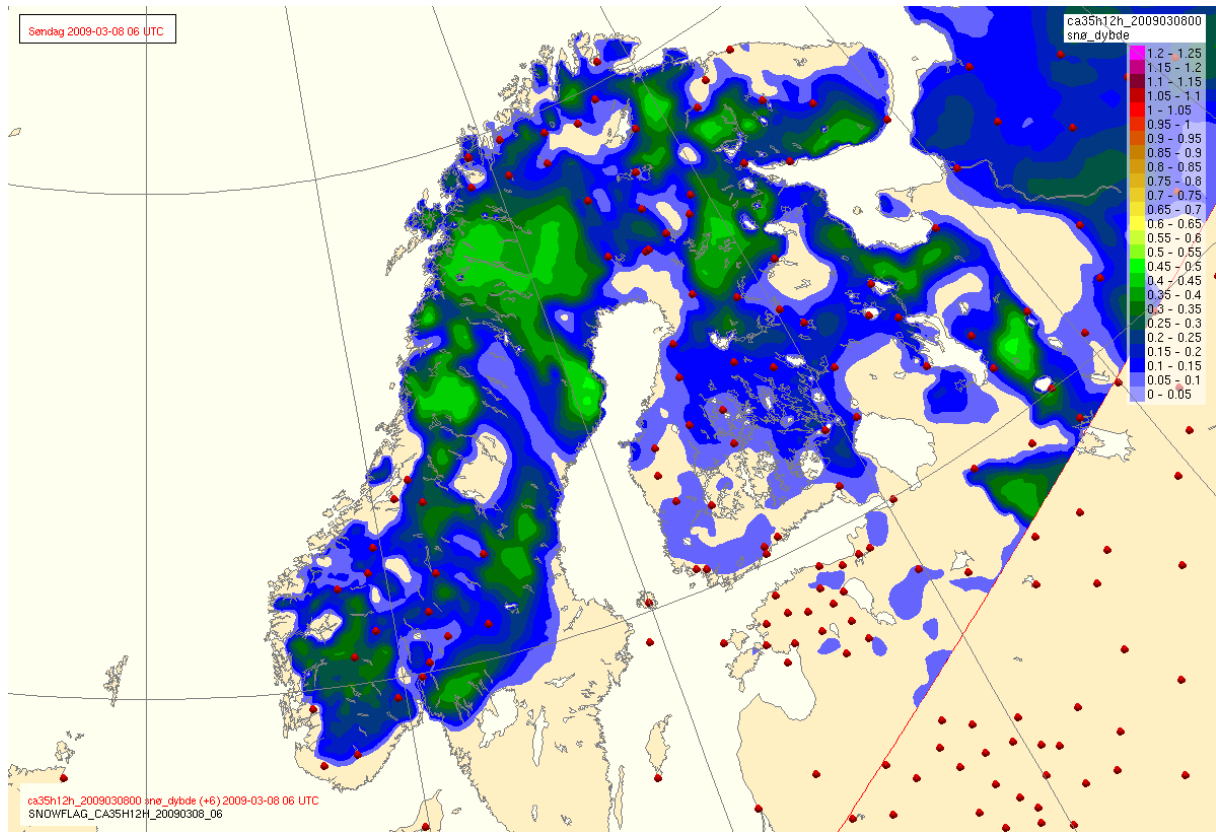 Søndag 2009-03-08 06 UTC
ca35h12h_2009030800
snø_dybde
1.2 - 1.25
1.15 - 1.2
1.1 - 1.15
1.05 - 1.1
1 - 1.05
0.95 - 1
0.9 - 0.95
0.85 - 0.9
0.8 - 0.85
0.75 - 0.8
0.7 - 0.75
0.65 - 0.7
0.6 - 0.65
0.55 - 0.6
0.5 - 0.55
0.45 - 0.5
0.4 - 0.45
0.35 - 0.4
0.3 - 0.35
0.25 - 0.3
0.2 - 0.25
0.15 - 0.2
0.1 - 0.15
0.05 - 0.1
0 - 0.05
ca35h12h_2009030800 snø_dybde (+6) 2009-03-08 06 UTC
SNOWFLAG_CA35H12H_20090308_06